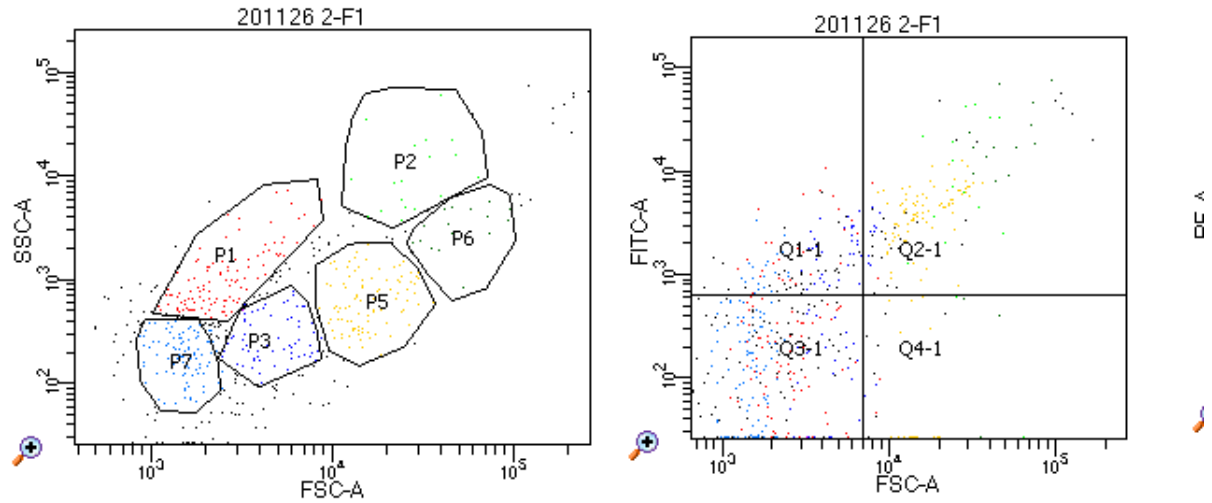 201126 2-F1
SSC-A
10^5
10^4
10^3
10^2
P1
P2
P3
P5
P6
P7
10^3
10^4
10^5
FSC-A
201126 2-F1
FITC-A
10^5
10^4
10^3
10^2
Q1-1
Q2-1
Q3-1
Q4-1
10^3
10^4
10^5
FSC-A